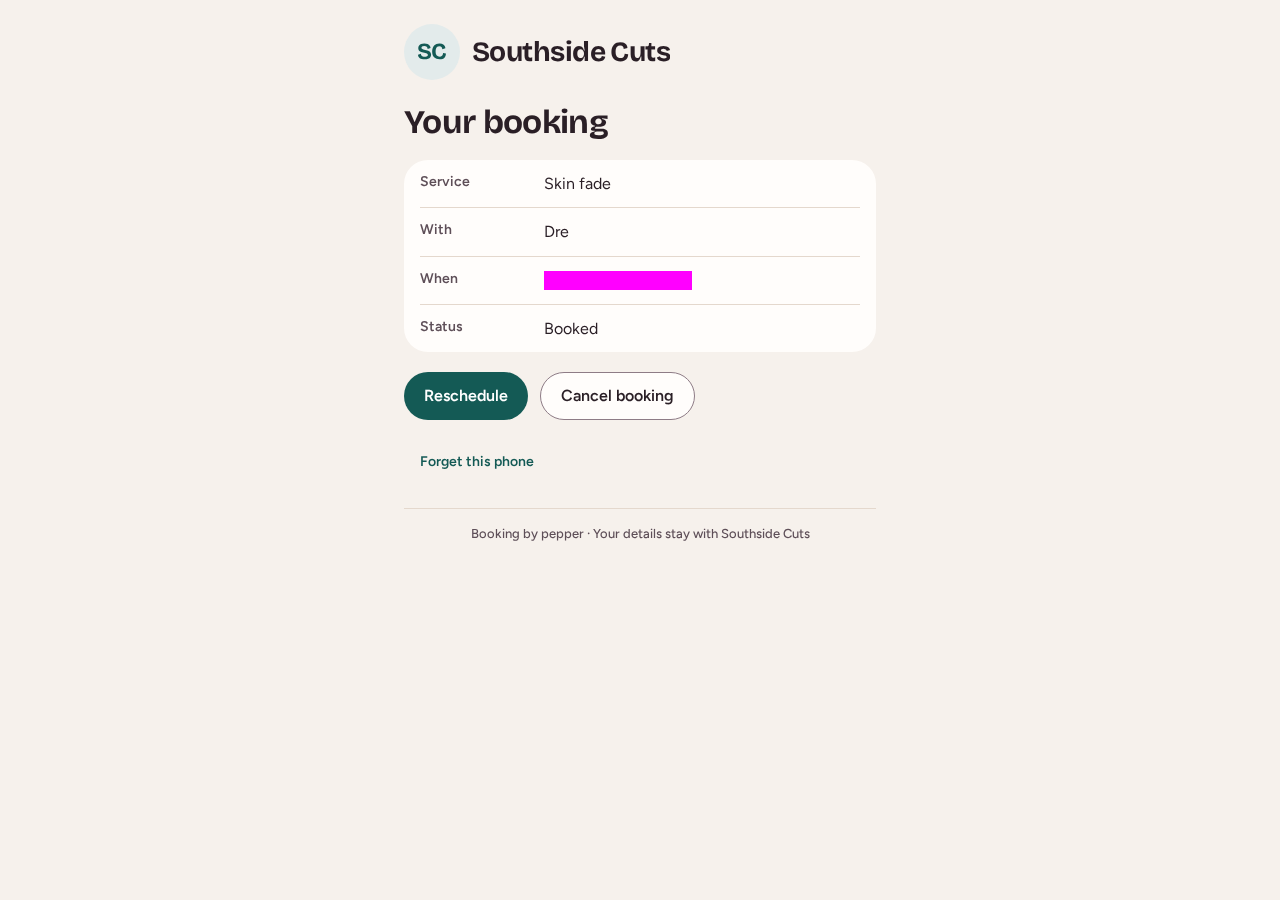 SC
Southside Cuts
Your booking
Service Skin fade
With Dre
When
Status Booked
Reschedule Cancel booking
Forget this phone
Booking by pepper · Your details stay with Southside Cuts